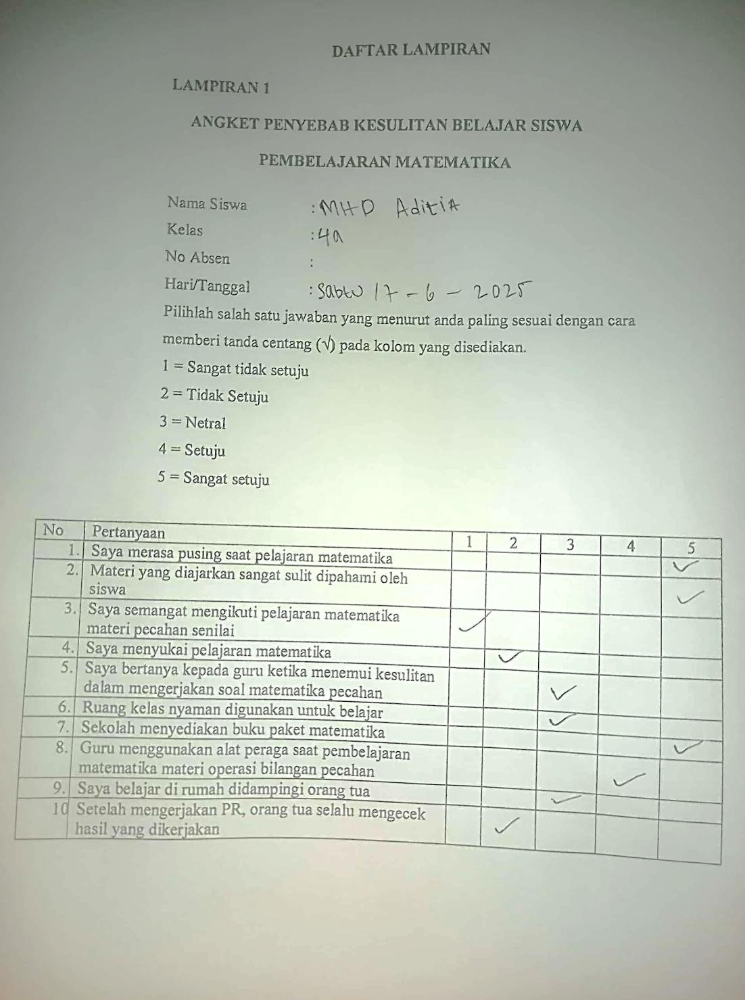 DAFTAR LAMPIRAN
LAMPIRAN 1
ANGKET PENYEBAB KESULITAN BELAJAR SISWA
PEMBELAJARAN MATEMATIKA
Nama Siswa : MHD AditiA
Kelas : 4a
No Absen :
Hari/Tanggal : Sabtu 17 - 6 - 2025
Pilihlah salah satu jawaban yang menurut anda paling sesuai dengan cara
memberi tanda centang (√) pada kolom yang disediakan.
1 = Sangat tidak setuju
2 = Tidak Setuju
3 = Netral
4 = Setuju
5 = Sangat setuju
No Pertanyaan 1 2 3 4 5
1. Saya merasa pusing saat pelajaran matematika ✓
2. Materi yang diajarkan sangat sulit dipahami oleh
siswa ✓
3. Saya semangat mengikuti pelajaran matematika
materi pecahan senilai ✓
4. Saya menyukai pelajaran matematika ✓
5. Saya bertanya kepada guru ketika menemui kesulitan
dalam mengerjakan soal matematika pecahan ✓
6. Ruang kelas nyaman digunakan untuk belajar ✓
7. Sekolah menyediakan buku paket matematika ✓
8. Guru menggunakan alat peraga saat pembelajaran
matematika materi operasi bilangan pecahan ✓
9. Saya belajar di rumah didampingi orang tua ✓
10 Setelah mengerjakan PR, orang tua selalu mengecek
hasil yang dikerjakan ✓